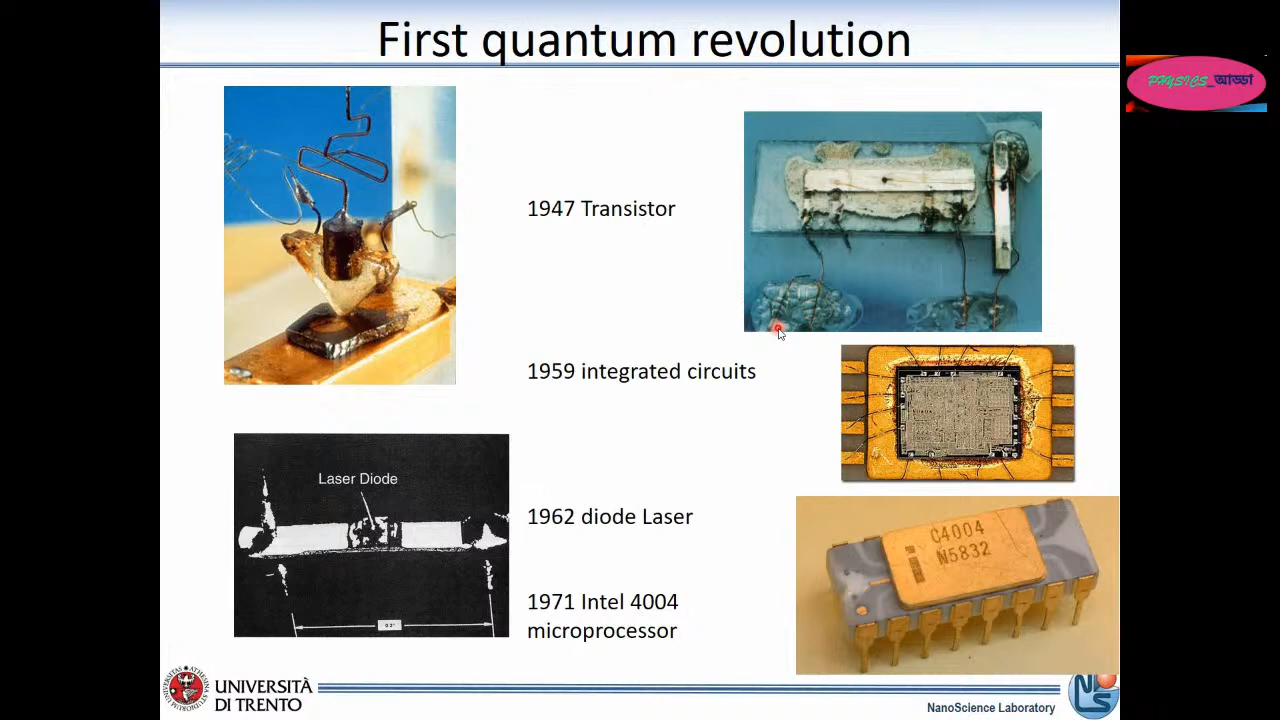 First quantum revolution
PHYSICS_আড্ডা
1947 Transistor
1959 integrated circuits
Laser Diode
1962 diode Laser
C4004
N5832
1971 Intel 4004
microprocessor
UNIVERSITÀ
DI TRENTO
NanoScience Laboratory